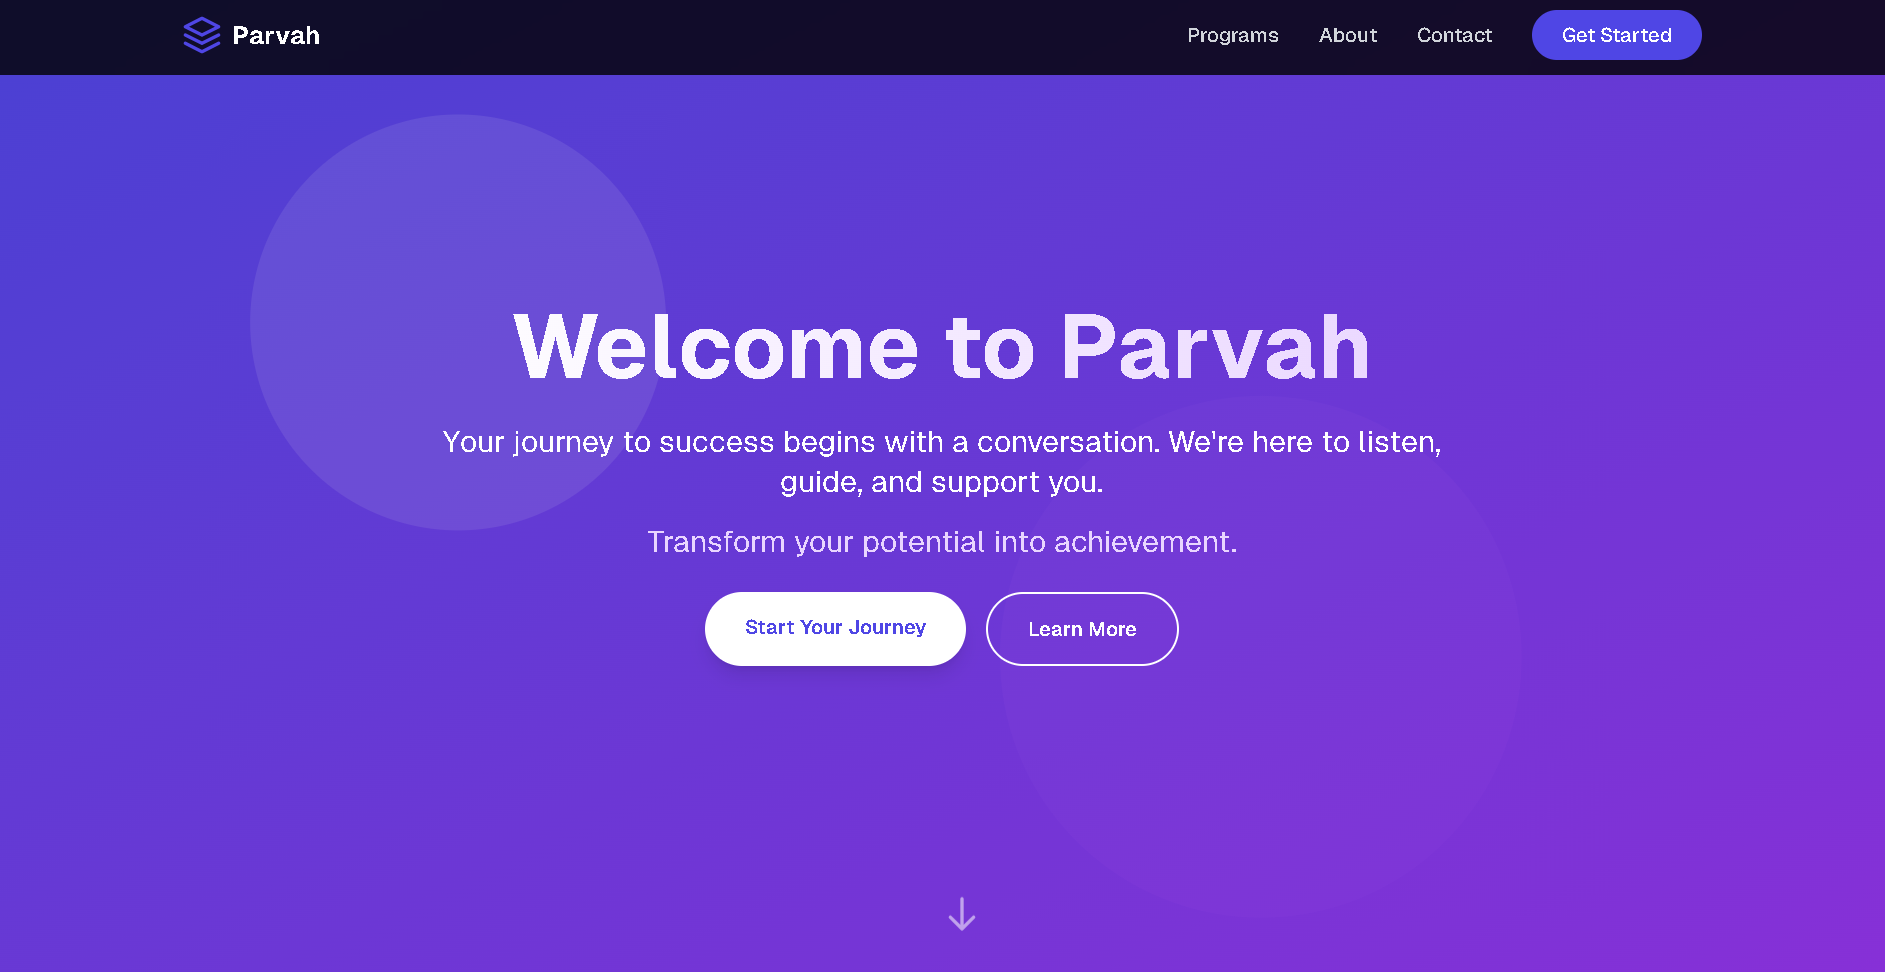 Parvah
Programs
About
Contact
Get Started
Welcome to Parvah
Your journey to success begins with a conversation. We're here to listen,
guide, and support you.
Transform your potential into achievement.
Start Your Journey
Learn More